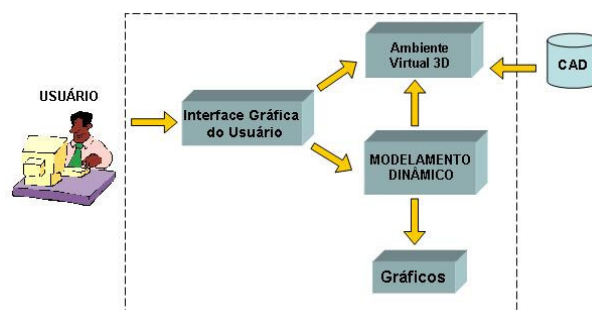 USUÁRIO
Interface Gráfica
do Usuário
Ambiente
Virtual 3D
CAD
MODELAMENTO
DINÂMICO
Gráficos